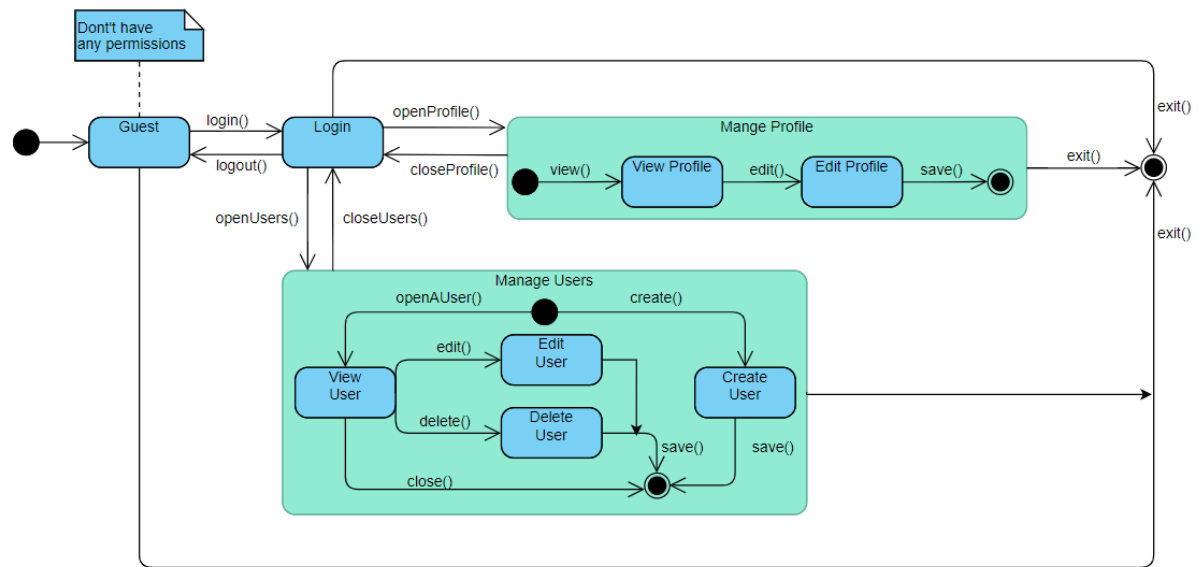 Dont't have
any permissions
Guest
login()
logout()
Login
openProfile()
closeProfile()
Mange Profile
view()
View Profile
edit()
Edit Profile
save()
exit()
exit()
exit()
openUsers()
closeUsers()
Manage Users
openAUser()
create()
View
User
edit()
Edit
User
delete()
Delete
User
Create
User
save()
save()
close()